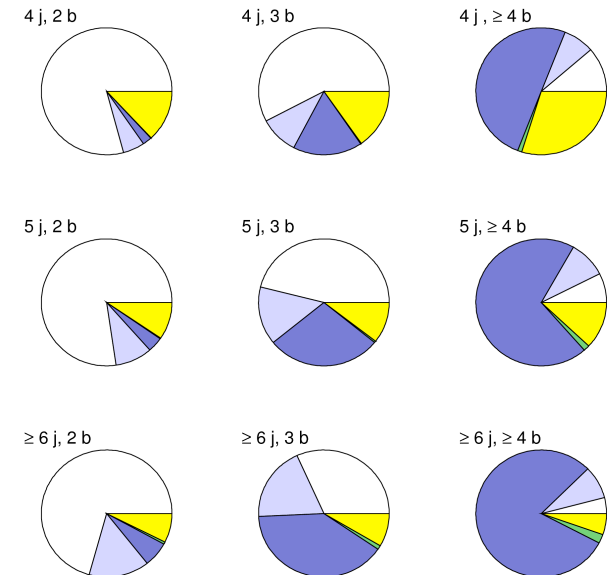 4 j, 2 b
4 j, 3 b
4 j , ≥ 4 b
5 j, 2 b
5 j, 3 b
5 j, ≥ 4 b
≥ 6 j, 2 b
≥ 6 j, 3 b
≥ 6 j, ≥ 4 b